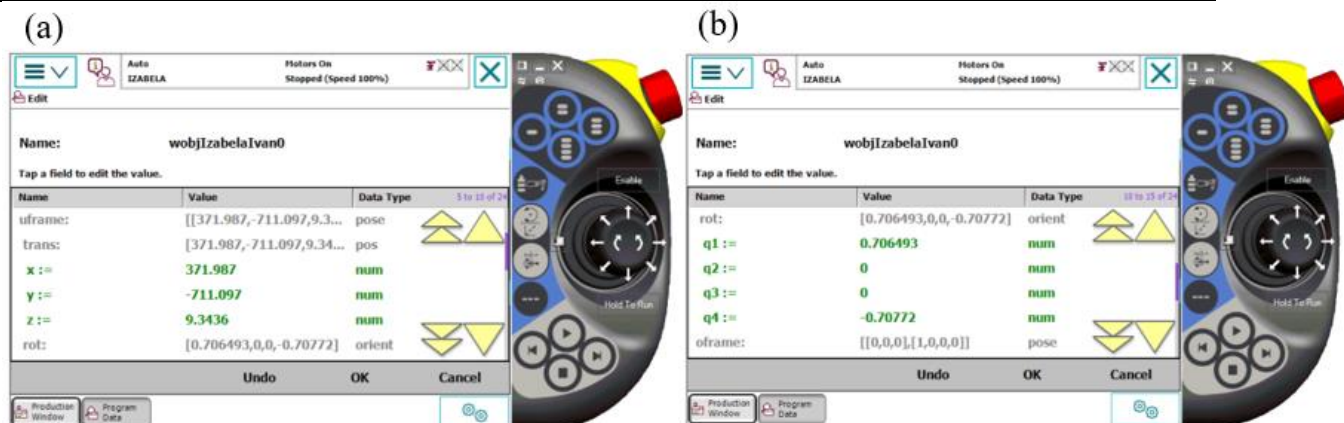 (a)
Auto
IZABELA
Motors On
Stopped (Speed 100%)
Edit
Name: wobjIzabelaIvan0
Tap a field to edit the value.
Name Value Data Type 5 to 10 of 24
uframe: [[371.987,-711.097,9.3... pose
trans: [371.987,-711.097,9.34... pos
x := 371.987 num
y := -711.097 num
z := 9.3436 num
rot: [0.706493,0,0,-0.70772] orient
Undo OK Cancel
Production Window
Program Data
Enable
Hold To Run
(b)
Auto
IZABELA
Motors On
Stopped (Speed 100%)
Edit
Name: wobjIzabelaIvan0
Tap a field to edit the value.
Name Value Data Type 10 to 15 of 24
rot: [0.706493,0,0,-0.70772] orient
q1 := 0.706493 num
q2 := 0 num
q3 := 0 num
q4 := -0.70772 num
oframe: [[0,0,0],[1,0,0,0]] pose
Undo OK Cancel
Production Window
Program Data
Enable
Hold To Run